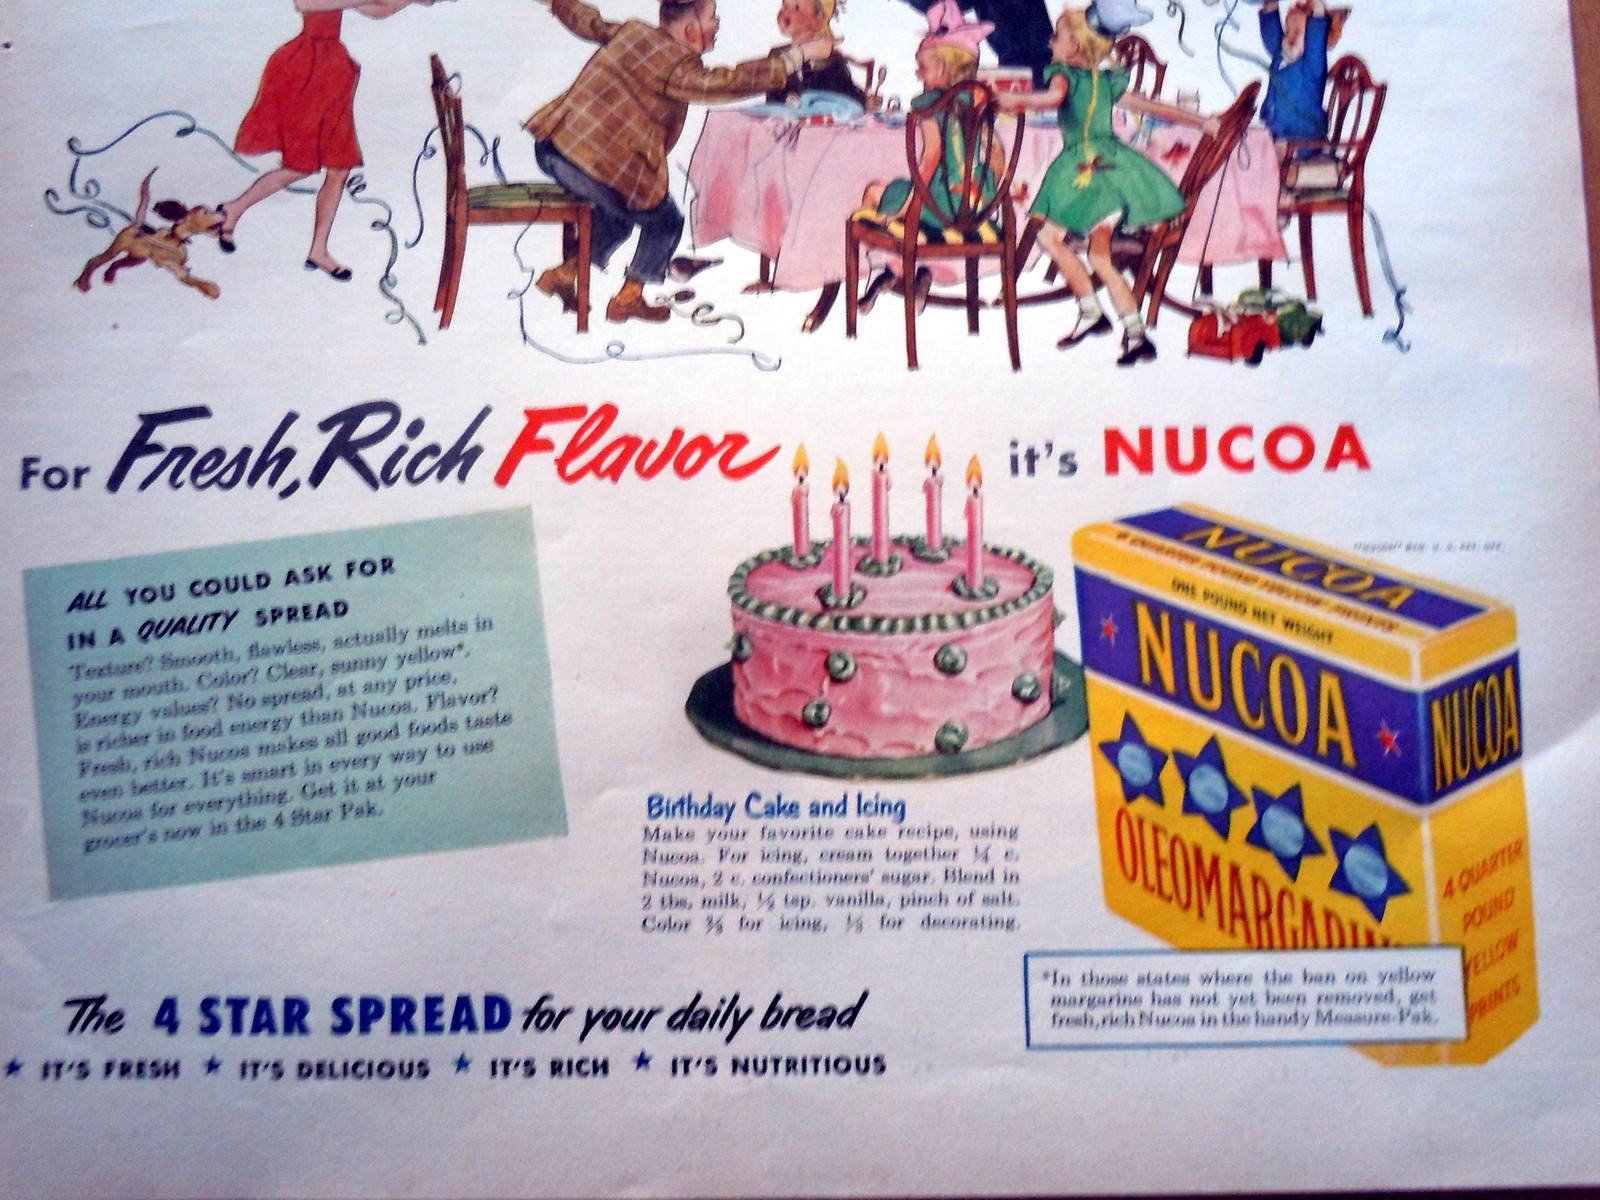 For Fresh, Rich Flavor it's NUCOA
ALL YOU COULD ASK FOR
IN A QUALITY SPREAD
Texture? Smooth, flawless, actually melts in
your mouth. Color? Clear, sunny yellow*.
Energy values? No spread, at any price,
is richer in food energy than Nucoa. Flavor?
Fresh, rich Nucoa makes all good foods taste
even better. It's smart in every way to use
Nucoa for everything. Get it at your
grocer's now in the 4 Star Pak.
Birthday Cake and Icing
Make your favorite cake recipe, using
Nucoa. For icing, cream together ¼ c.
Nucoa, 2 c. confectioners' sugar. Blend in
2 tbs. milk, ½ tsp. vanilla, pinch of salt.
Color ⅔ for icing, ⅓ for decorating.
"NUCOA" REG. U. S. PAT. OFF.
NUCOA
ONE POUND NET WEIGHT
NUCOA
NUCOA
OLEOMARGARIN
4 QUARTER
POUND
YELLOW
PRINTS
*In those states where the ban on yellow
margarine has not yet been removed, get
fresh, rich Nucoa in the handy Measure-Pak.
The 4 STAR SPREAD for your daily bread
★ IT'S FRESH ★ IT'S DELICIOUS ★ IT'S RICH ★ IT'S NUTRITIOUS